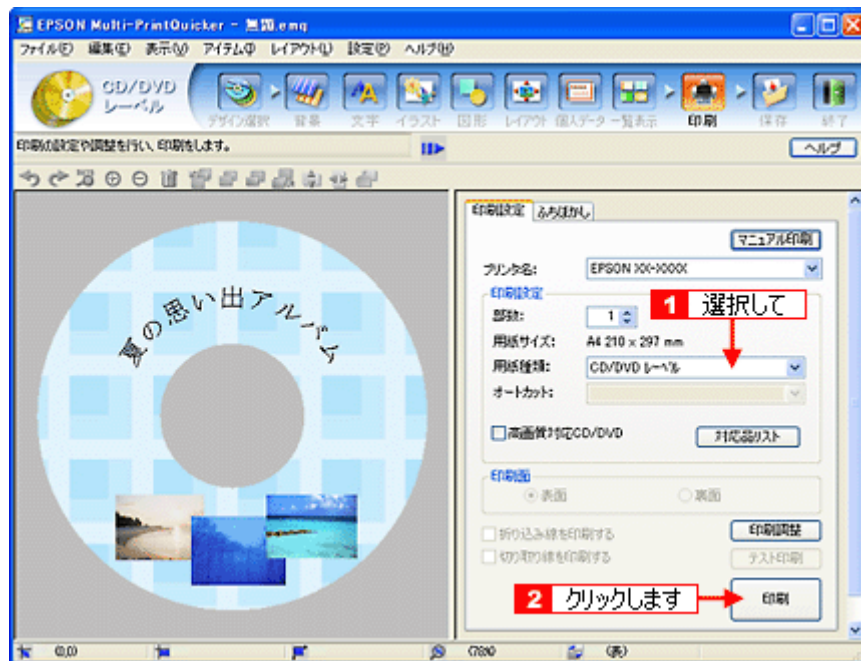 EPSON Multi-PrintQuicker - 無題.emq
ファイル(F) 編集(E) 表示(V) アイテム(I) レイアウト(L) 設定(P) ヘルプ(H)
CD/DVD
レーベル
デザイン選択 背景 文字 イラスト 図形 レイアウト 個人データ 一覧表示 印刷 保存 終了
印刷の設定や調整を行い、印刷をします。
ヘルプ
夏の思い出アルバム
印刷設定 ふちぼかし
マニュアル印刷
プリンタ名: EPSON XX-XXXX
印刷設定
1 選択して
部数: 1
用紙サイズ: A4 210 x 297 mm
用紙種類: CD/DVD レーベル
オートカット:
高画質対応CD/DVD 対応品リスト
印刷面
表面 裏面
折り込み線を印刷する 印刷調整
切り取り線を印刷する テスト印刷
2 クリックします 印刷
(0,0) (表)